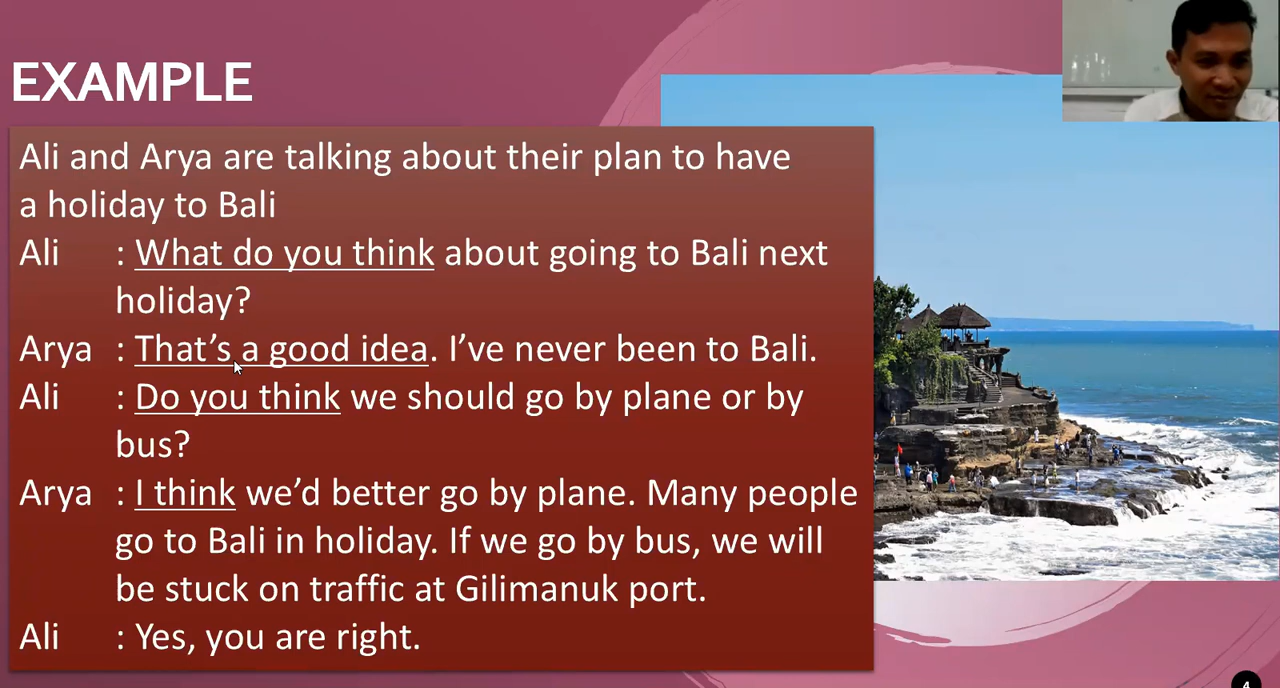 EXAMPLE
Ali and Arya are talking about their plan to have
a holiday to Bali
Ali : What do you think about going to Bali next
holiday?
Arya : That’s a good idea. I’ve never been to Bali.
Ali : Do you think we should go by plane or by
bus?
Arya : I think we’d better go by plane. Many people
go to Bali in holiday. If we go by bus, we will
be stuck on traffic at Gilimanuk port.
Ali : Yes, you are right.
4